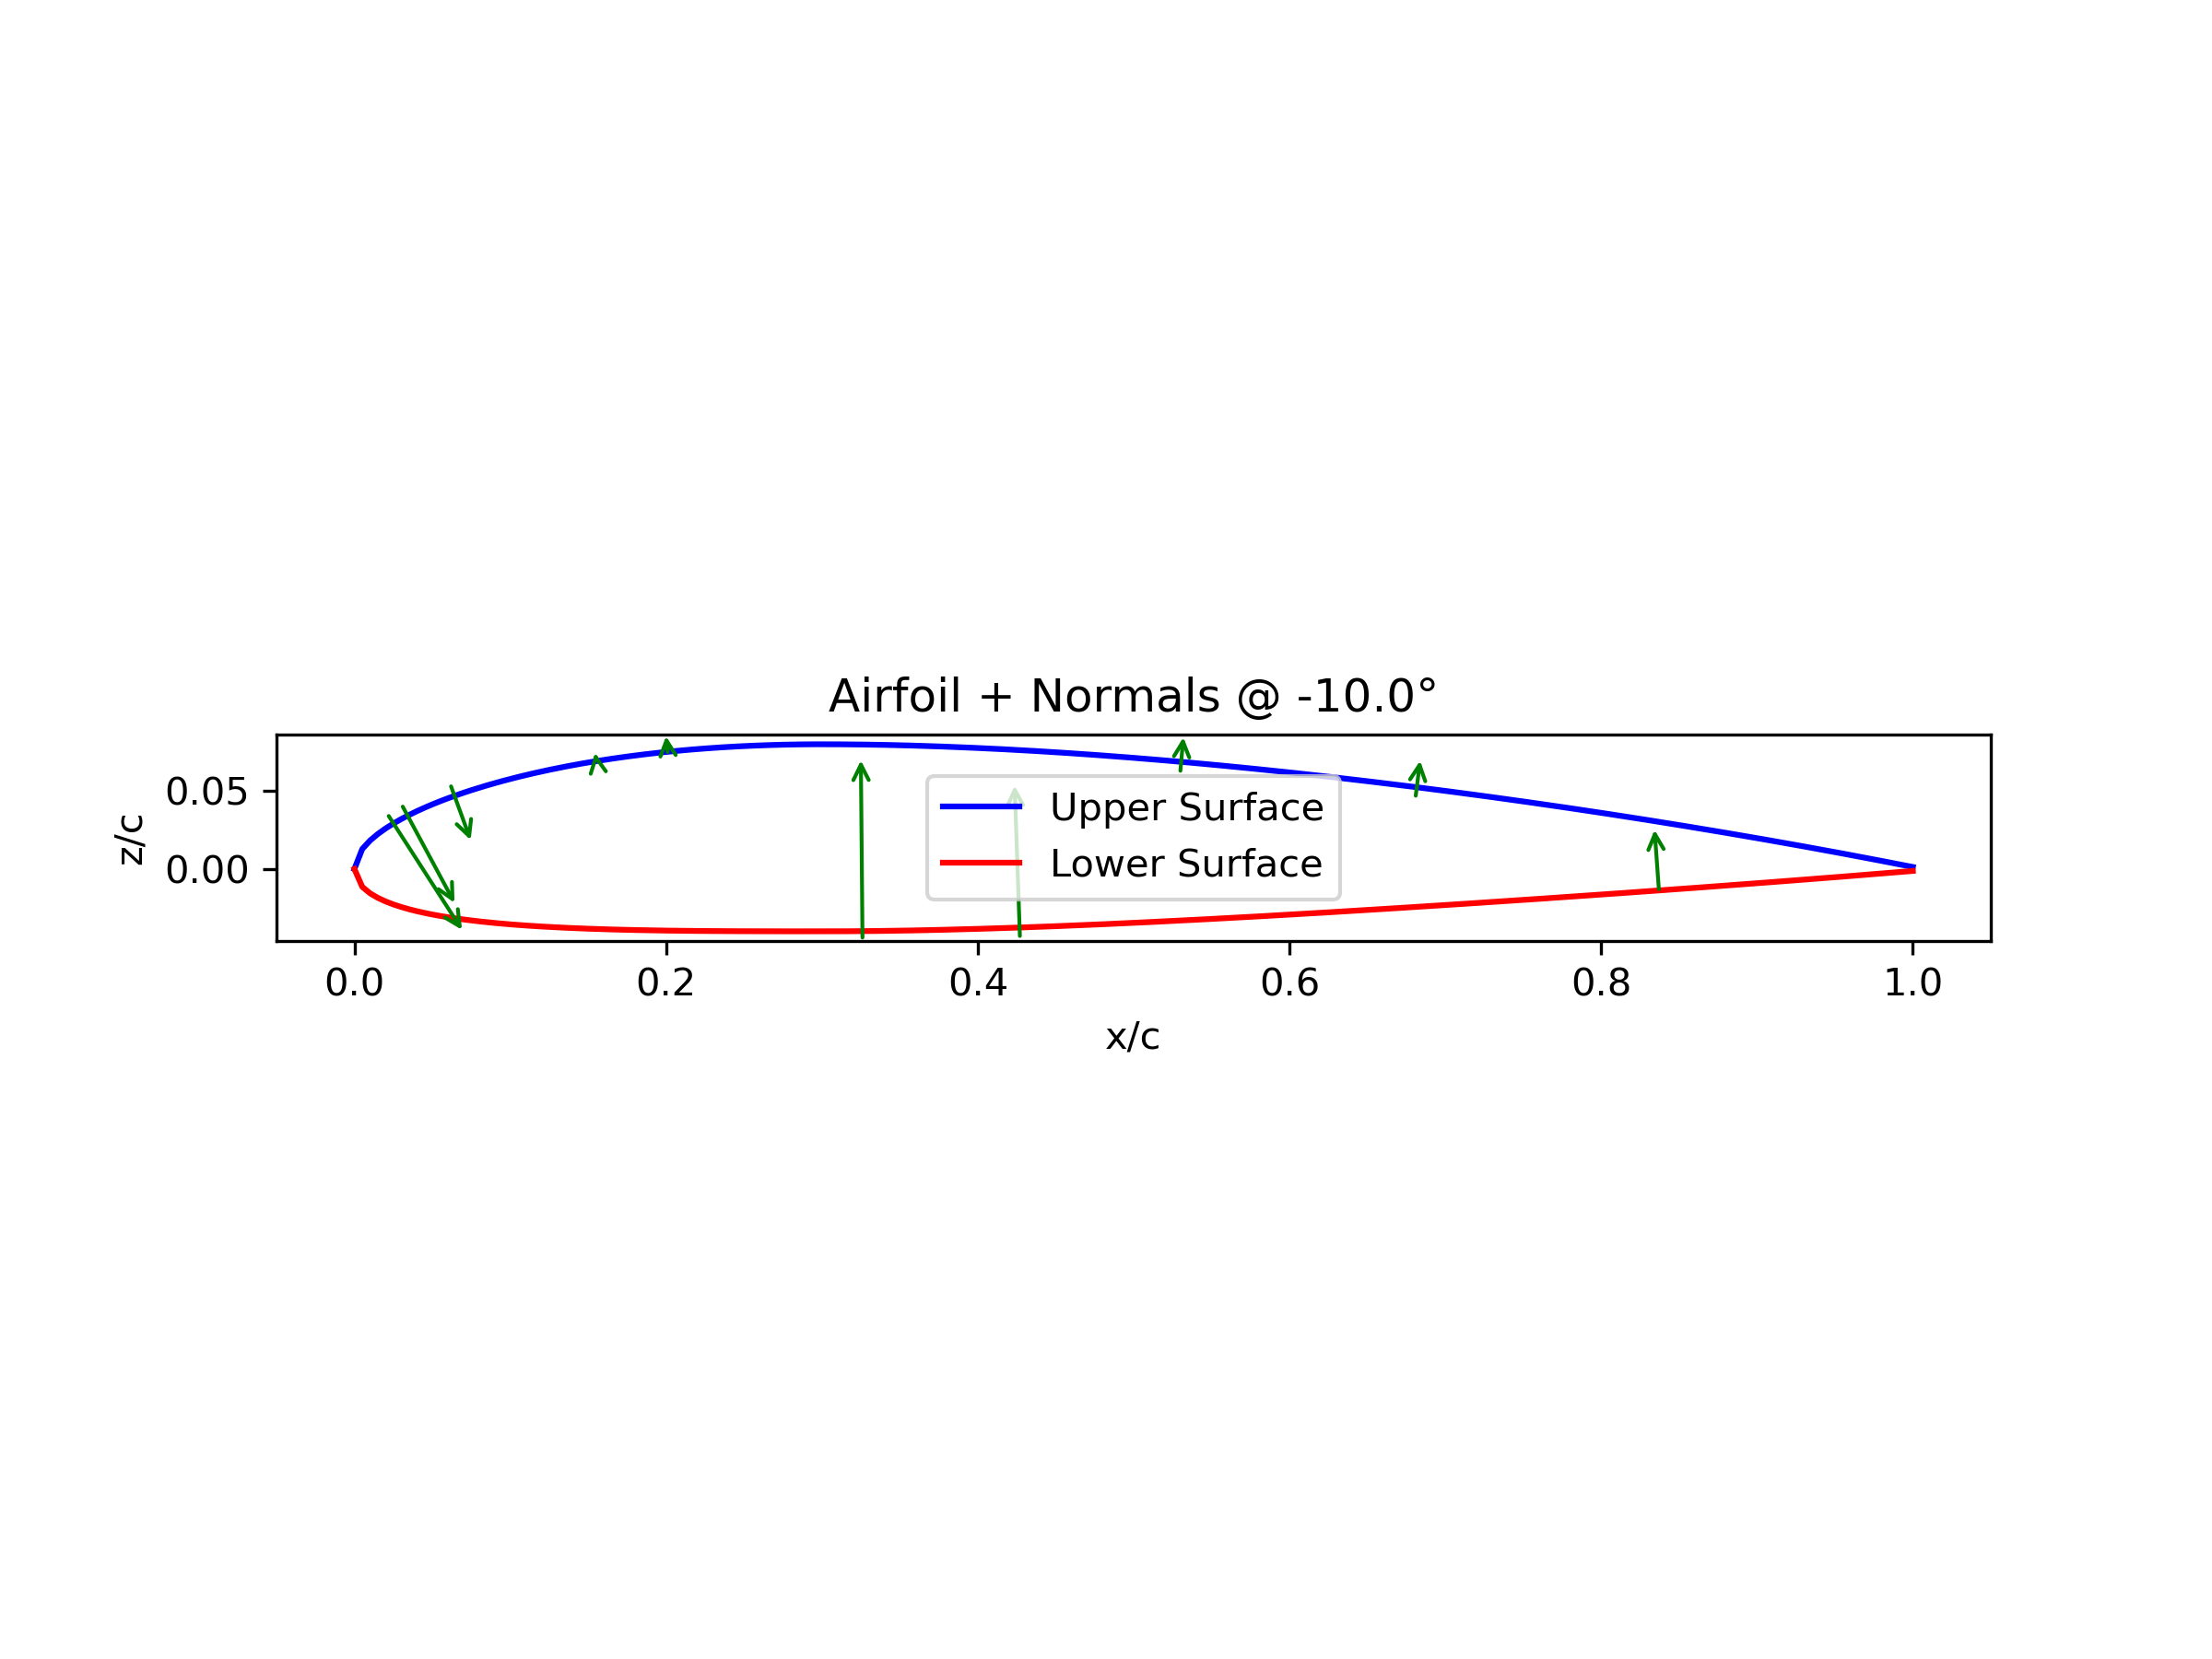 Airfoil + Normals @ -10.0°
z/c
0.05
0.00
Upper Surface
Lower Surface
0.0 0.2 0.4 0.6 0.8 1.0
x/c